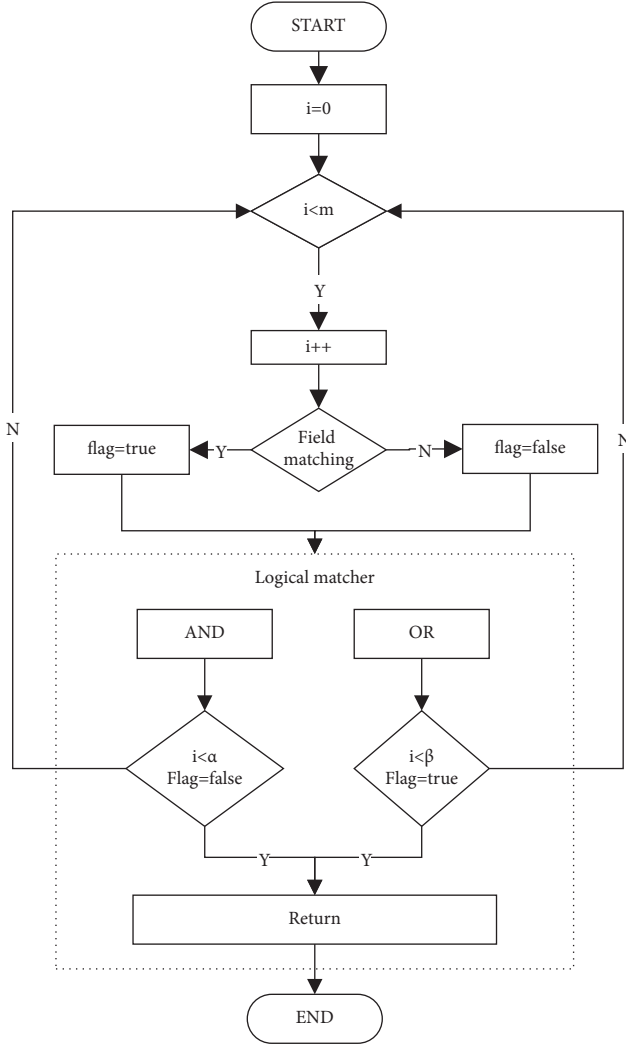 START
i=0
i<m
Y
i++
N
N
Field
matching
flag=true
Y
N
flag=false
Logical matcher
AND
OR
i<α
Flag=false
i<β
Flag=true
Y
Y
Return
END